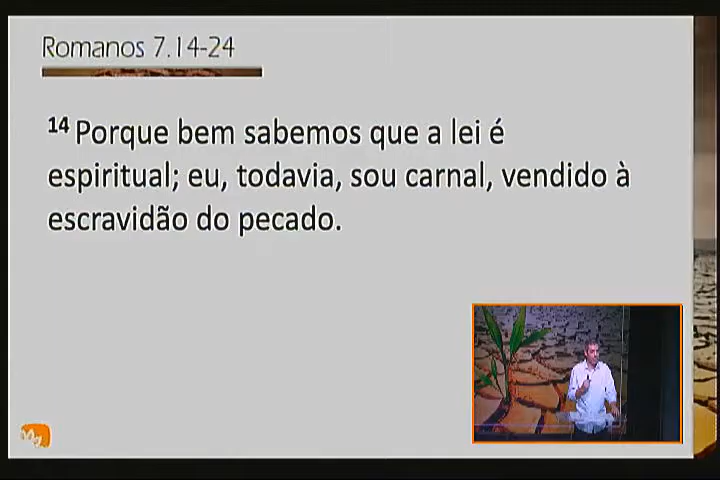 Romanos 7.14-24
14 Porque bem sabemos que a lei é
espiritual; eu, todavia, sou carnal, vendido à
escravidão do pecado.